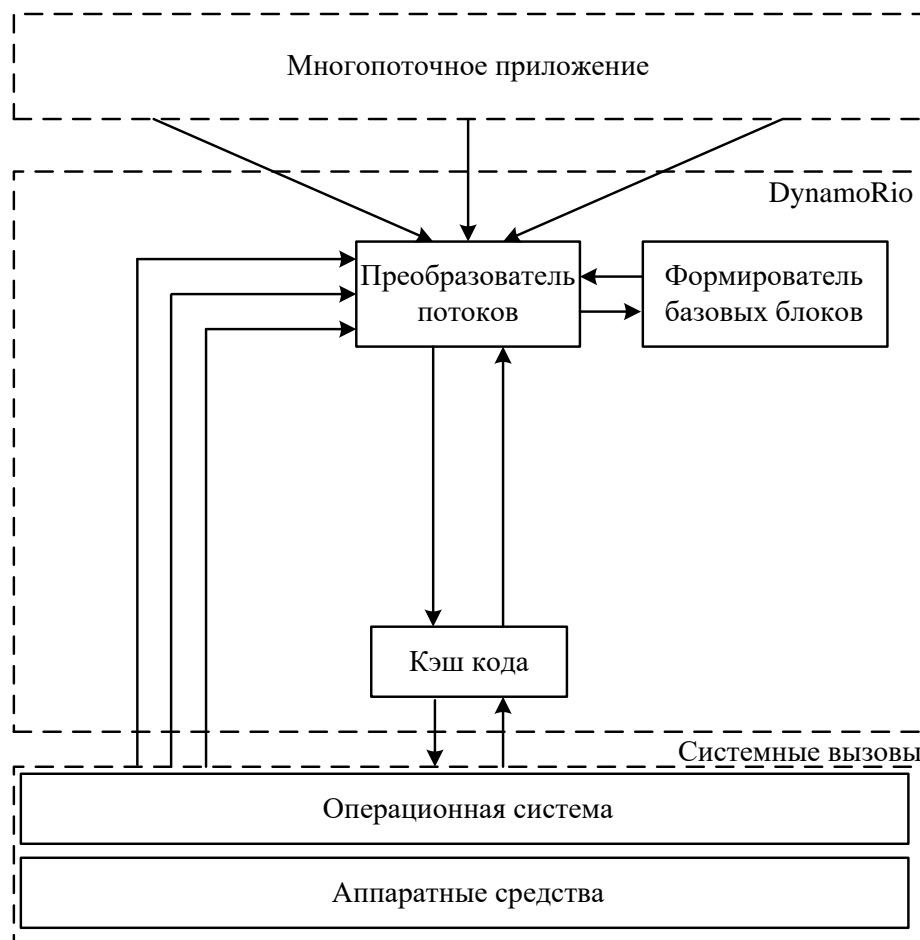 Многопоточное приложение
DynamoRio
Преобразователь
потоков
Формирователь
базовых блоков
Кэш кода
Системные вызовы
Операционная система
Аппаратные средства